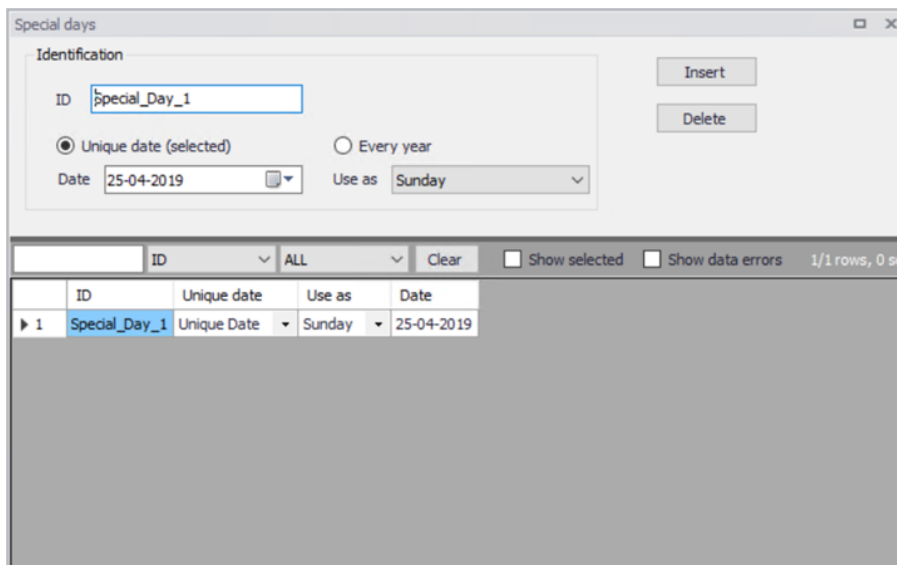 Special days
Identification
ID Special_Day_1
Insert
Delete
Unique date (selected) Every year
Date 25-04-2019 Use as Sunday
ID ALL Clear Show selected Show data errors 1/1 rows, 0
ID Unique date Use as Date
1 Special_Day_1 Unique Date Sunday 25-04-2019